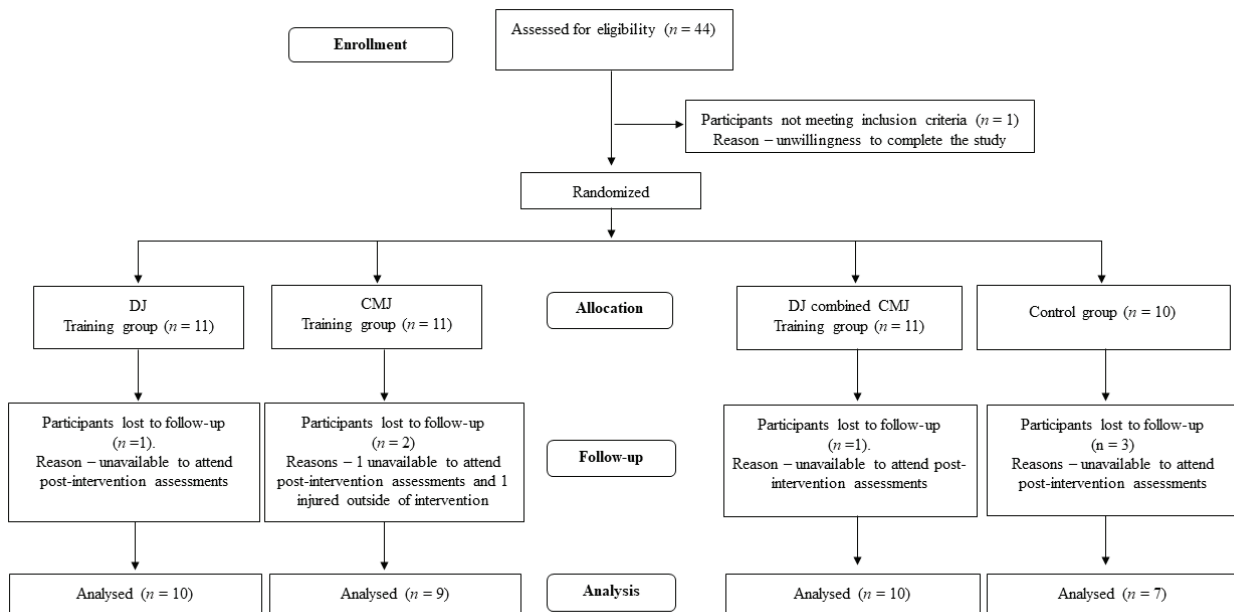 Assessed for eligibility (n = 44)
Enrollment
Participants not meeting inclusion criteria (n = 1)
Reason – unwillingness to complete the study
Randomized
DJ
Training group (n = 11)
CMJ
Training group (n = 11)
Allocation
DJ combined CMJ
Training group (n = 11)
Control group (n = 10)
Participants lost to follow-up
(n =1).
Reason – unavailable to attend
post-intervention assessments
Participants lost to follow-up
(n = 2)
Reasons – 1 unavailable to attend
post-intervention assessments and 1
injured outside of intervention
Follow-up
Participants lost to follow-up
(n =1).
Reason – unavailable to attend post-
intervention assessments
Participants lost to follow-up
(n = 3)
Reasons – unavailable to attend
post-intervention assessments
Analysed (n = 10)
Analysed (n = 9)
Analysis
Analysed (n = 10)
Analysed (n = 7)